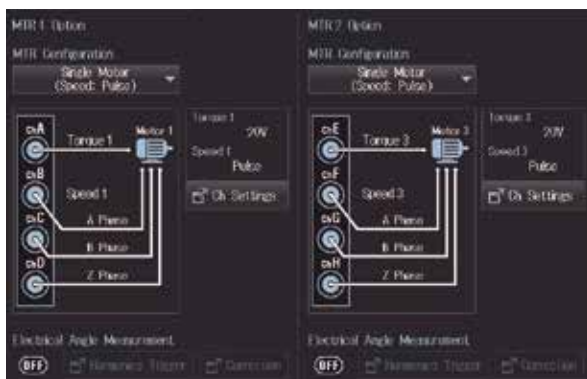 MTR1 Option
MTR Configuration
Single Motor
(Speed: Pulse)
ChA
ChB
ChC
ChD
Torque 1
Motor 1
Speed 1
A Phase
B Phase
Z Phase
Torque 1
20V
Speed 1
Pulse
Ch Settings
Electrical Angle Measurement
OFF
Harmonics Trigger
Correction
MTR2 Option
MTR Configuration
Single Motor
(Speed: Pulse)
ChE
ChF
ChG
ChH
Torque 3
Motor 3
Speed 3
A Phase
B Phase
Z Phase
Torque 3
20V
Speed 3
Pulse
Ch Settings
Electrical Angle Measurement
OFF
Harmonics Trigger
Correction